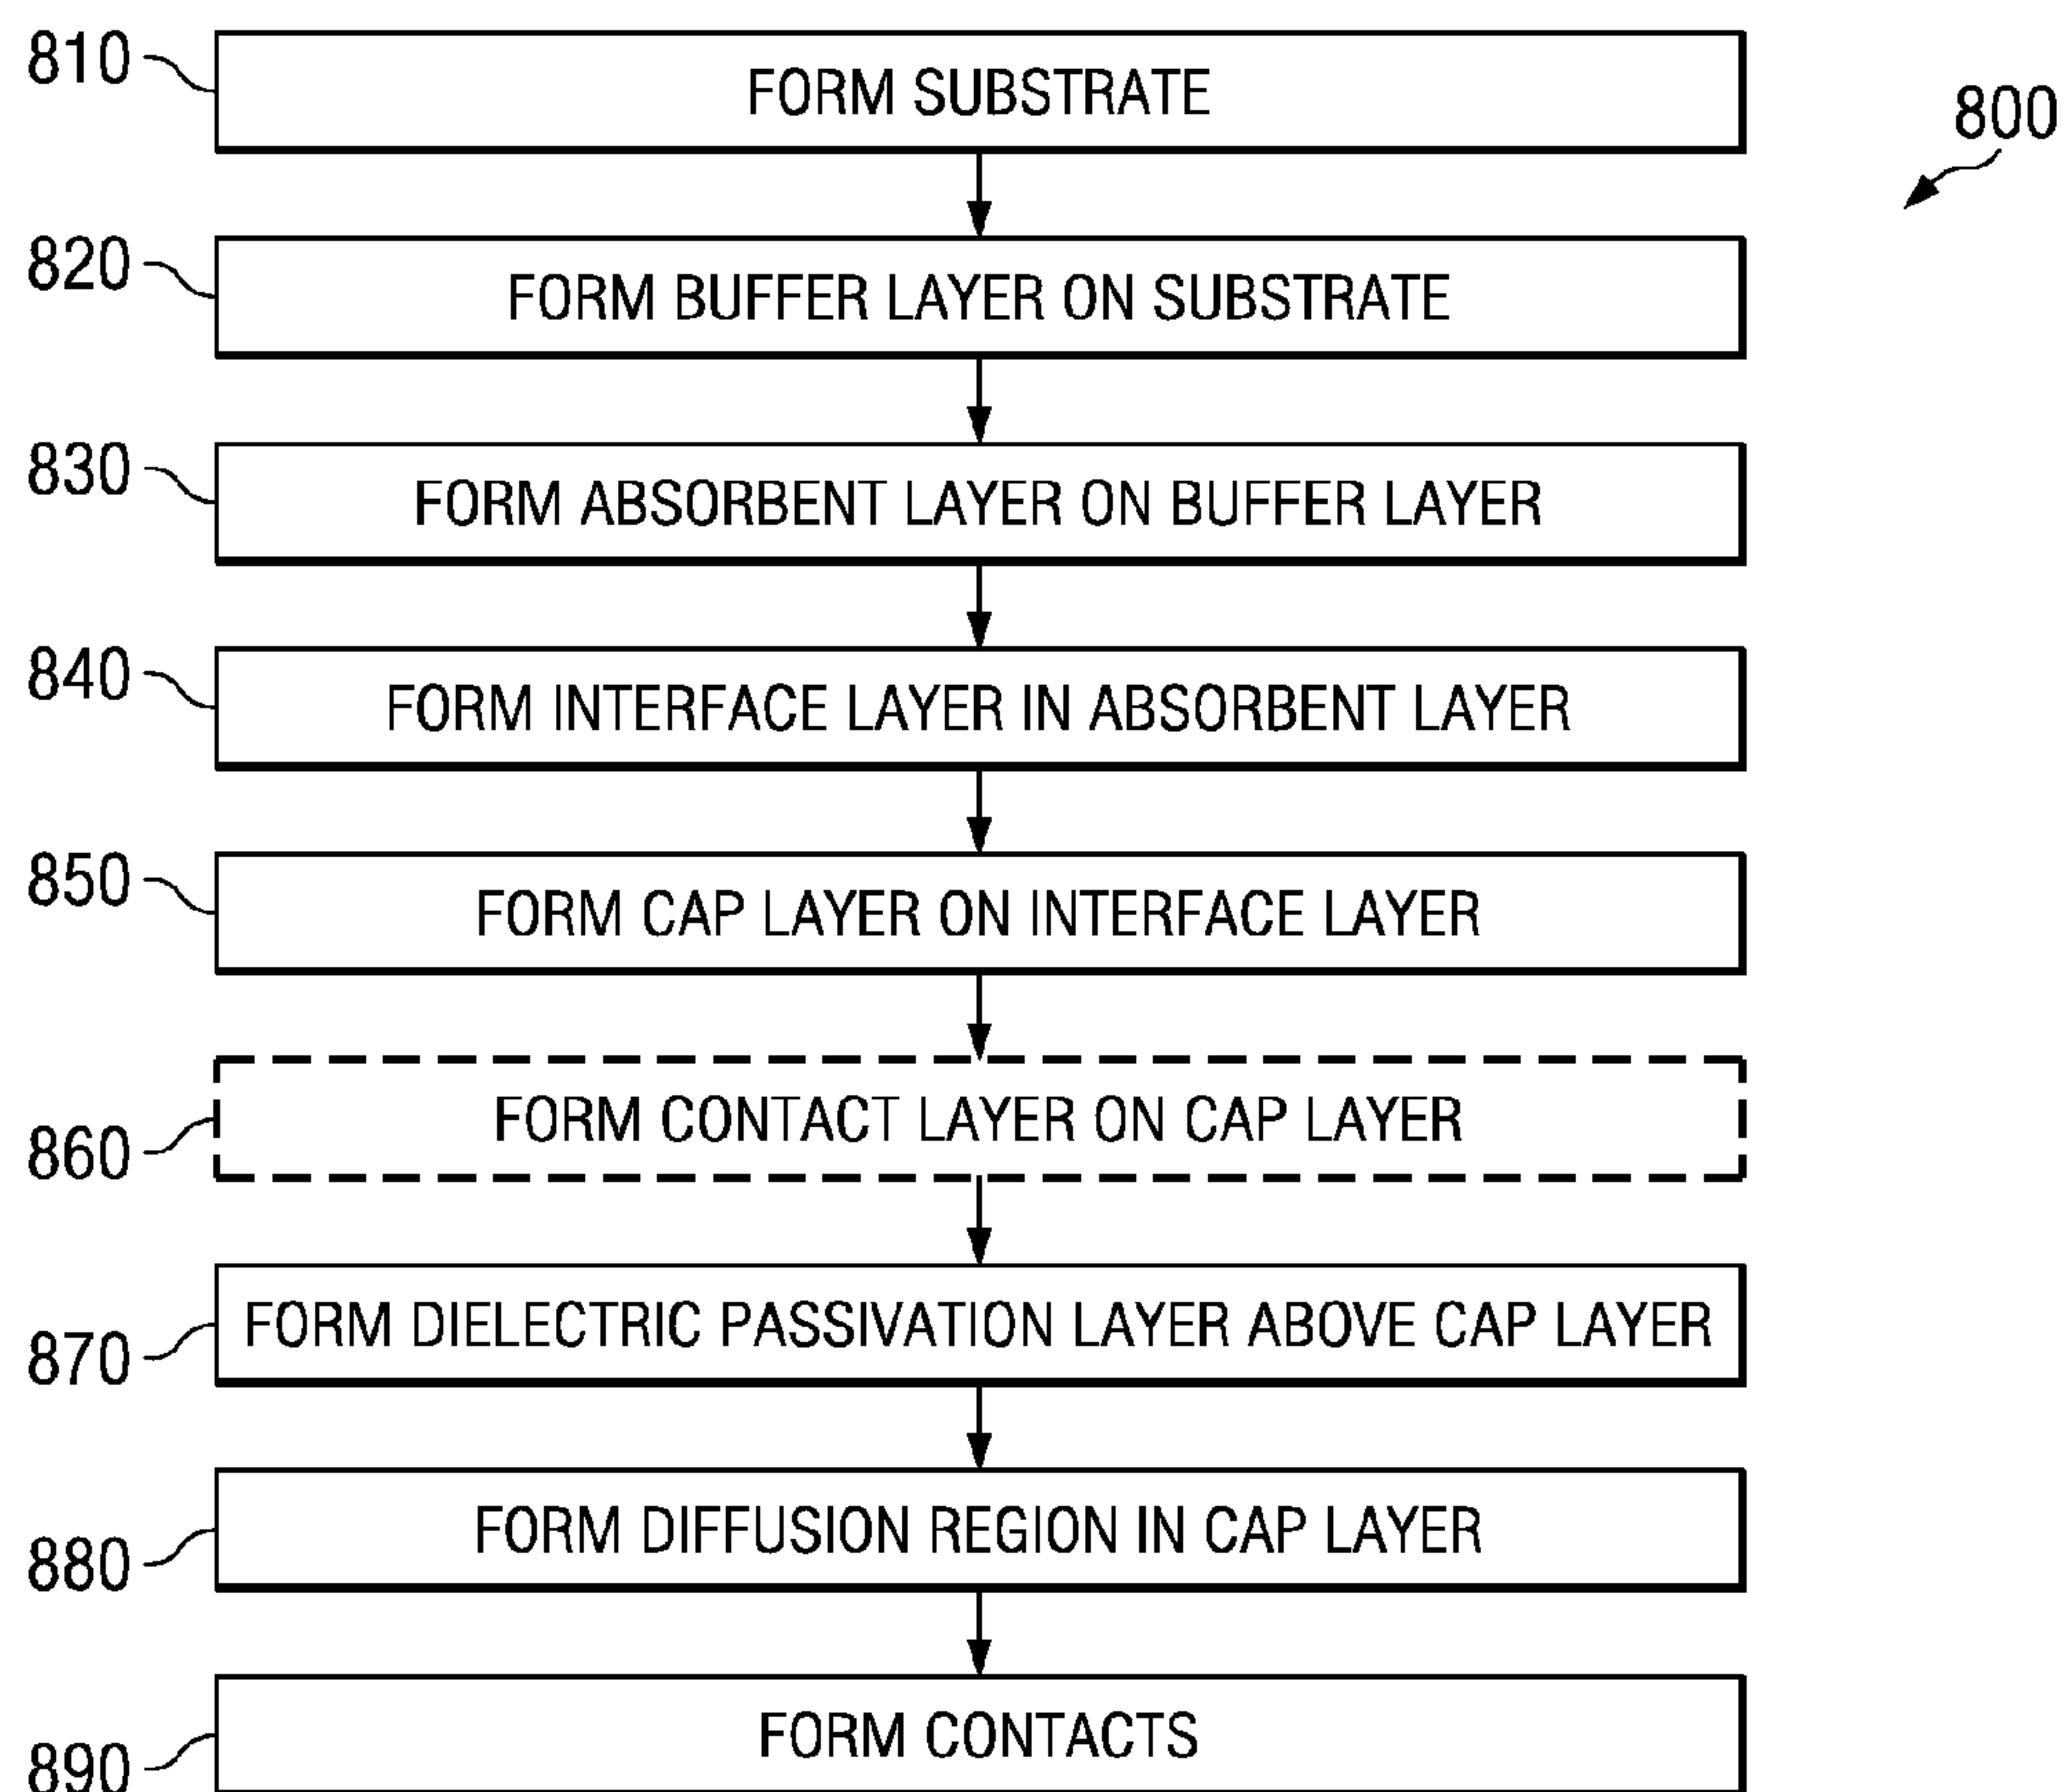 810
FORM SUBSTRATE
800
820
FORM BUFFER LAYER ON SUBSTRATE
830
FORM ABSORBENT LAYER ON BUFFER LAYER
840
FORM INTERFACE LAYER IN ABSORBENT LAYER
850
FORM CAP LAYER ON INTERFACE LAYER
860
FORM CONTACT LAYER ON CAP LAYER
870
FORM DIELECTRIC PASSIVATION LAYER ABOVE CAP LAYER
880
FORM DIFFUSION REGION IN CAP LAYER
890
FORM CONTACTS